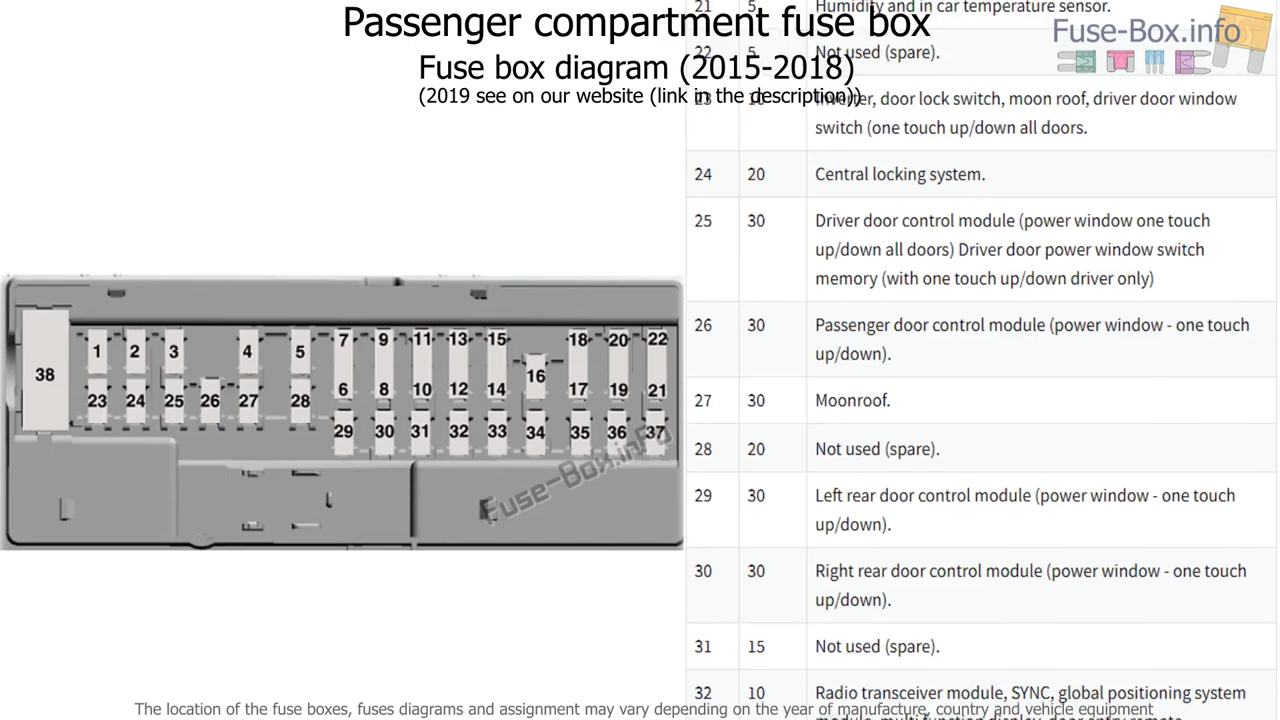 Passenger compartment fuse box
Fuse box diagram (2015-2018)
(2019 see on our website (link in the description))
Fuse-Box.info
21 5 Humidity and in car temperature sensor.
22 5 Not used (spare).
23 door lock switch, moon roof, driver door window
switch (one touch up/down all doors.
24 20 Central locking system.
25 30 Driver door control module (power window one touch
up/down all doors) Driver door power window switch
memory (with one touch up/down driver only)
26 30 Passenger door control module (power window - one touch
up/down).
27 30 Moonroof.
28 20 Not used (spare).
29 30 Left rear door control module (power window - one touch
up/down).
30 30 Right rear door control module (power window - one touch
up/down).
31 15 Not used (spare).
32 10 Radio transceiver module, SYNC, global positioning system
7 9 11 13 15 18 20 22
38 1 2 3 4 5 16
6 8 10 12 14 17 19 21
23 24 25 26 27 28
29 30 31 32 33 34 35 36 37
Fuse-Box.info
The location of the fuse boxes, fuses diagrams and assignment may vary depending on the year of manufacture, country and vehicle equipment